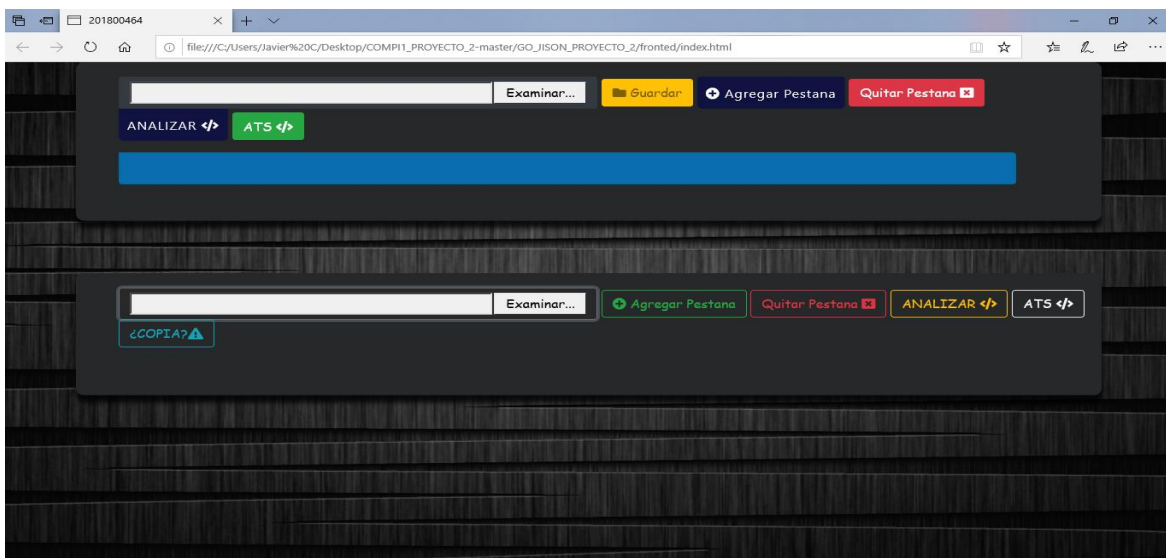 201800464
file:///C:/Users/Javier%20C/Desktop/COMPI1_PROYECTO_2-master/GO_JISON_PROYECTO_2/fronted/index.html
Examinar... Guardar Agregar Pestana Quitar Pestana
ANALIZAR </> ATS </>
Examinar... Agregar Pestana Quitar Pestana ANALIZAR </> ATS </>
¿COPIA?